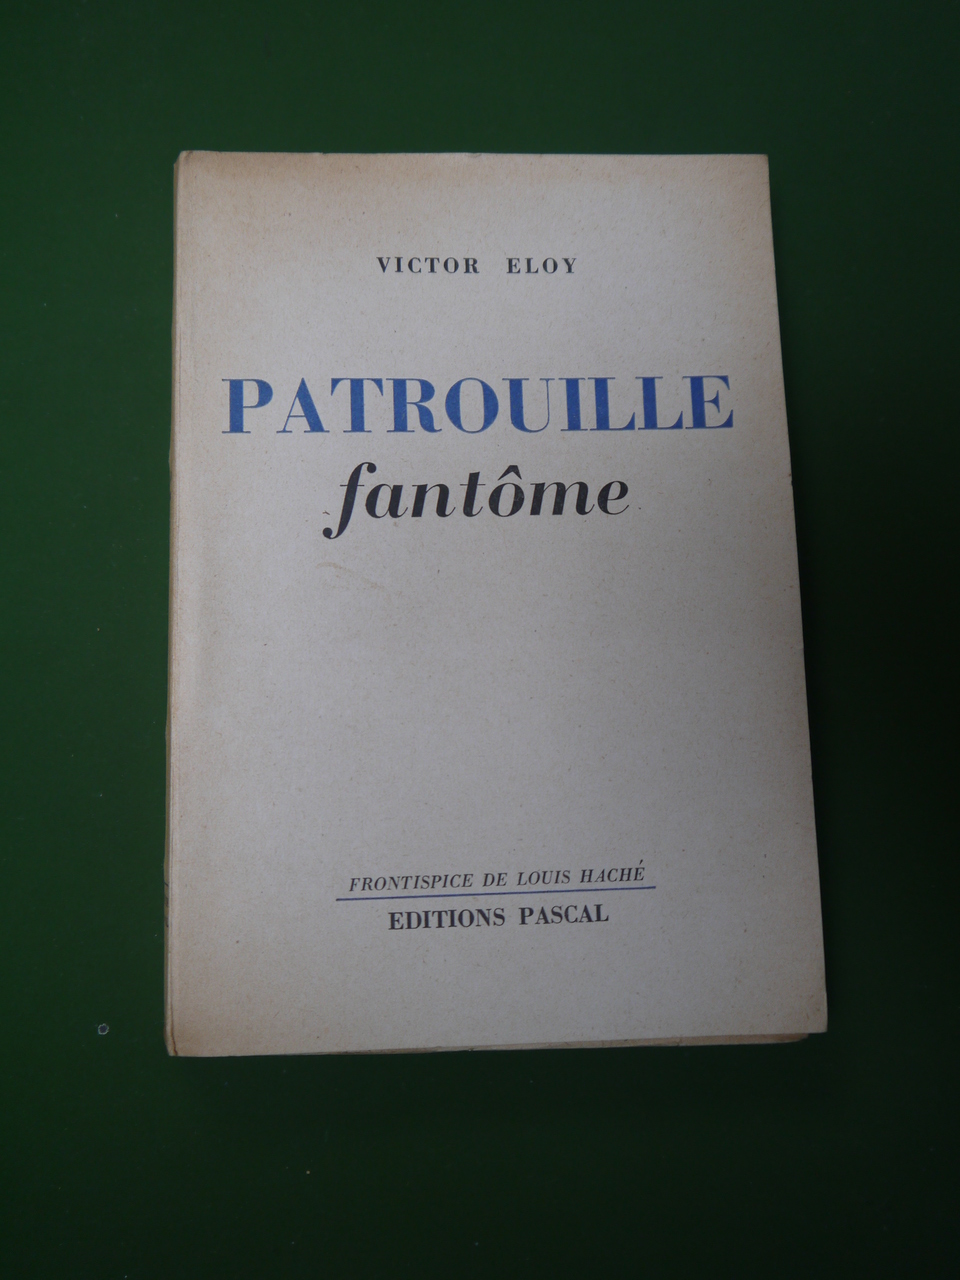 VICTOR ELOY
PATROUILLE
fantôme
FRONTISPICE DE LOUIS HACHÉ
EDITIONS PASCAL